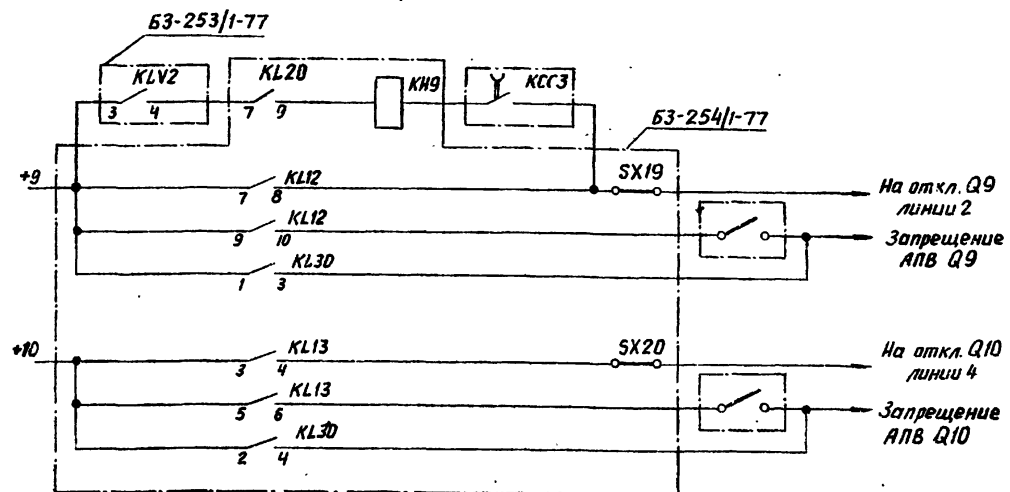 БЗ-253/1-77
KLV2
3 4
KL20
7 9
KH9
KCC3
БЗ-254/1-77
+9
KL12
7 8
SX19
На откл. Q9
линии 2
KL12
9 10
Запрещение
АПВ Q9
KL30
1 3
+10
KL13
3 4
SX20
На откл. Q10
линии 4
KL13
5 6
Запрещение
АПВ Q10
KL30
2 4